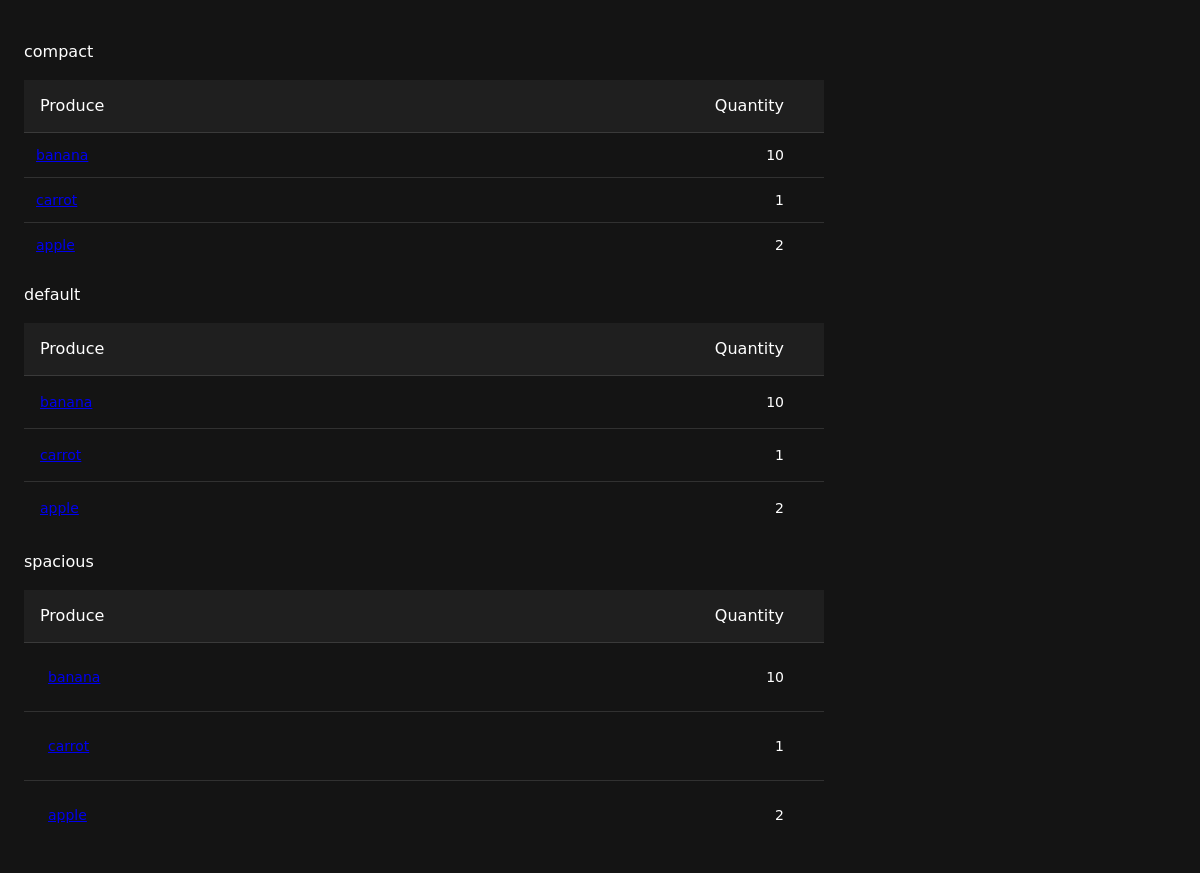 compact
Produce Quantity
banana 10
carrot 1
apple 2
default
Produce Quantity
banana 10
carrot 1
apple 2
spacious
Produce Quantity
banana 10
carrot 1
apple 2